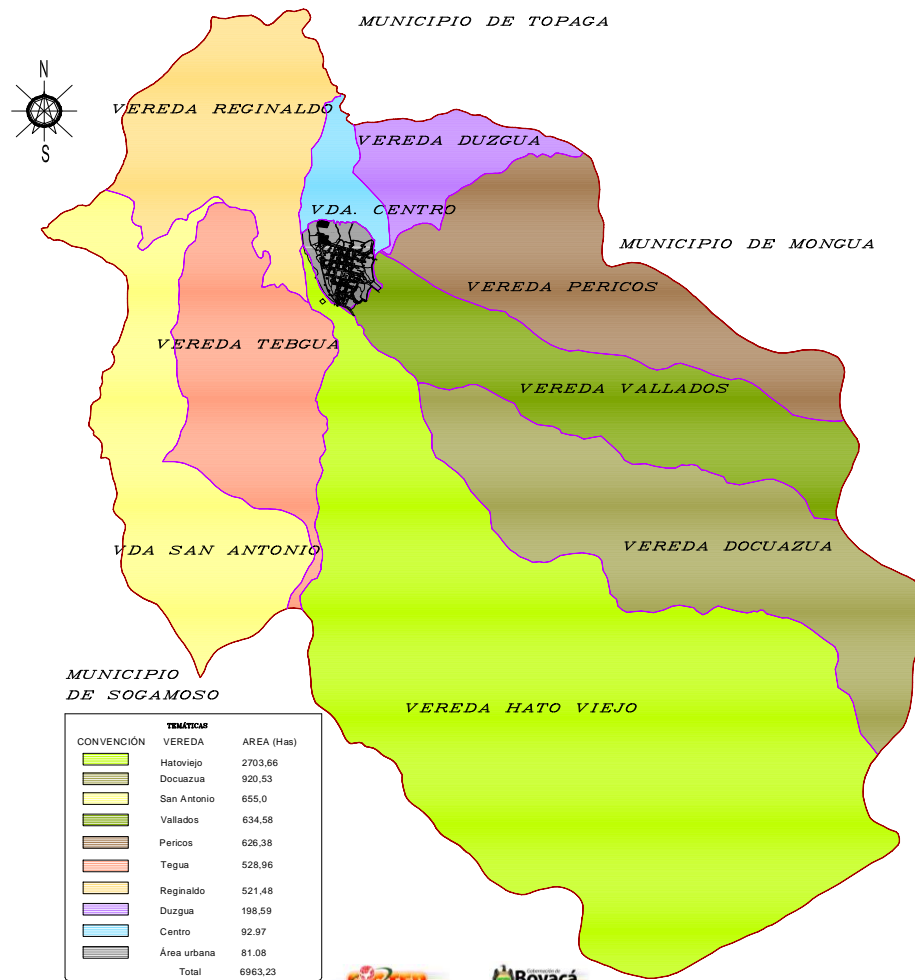 MUNICIPIO DE TOPAGA
N
S
VEREDA REGINALDO
VEREDA DUZGUA
VDA. CENTRO
MUNICIPIO DE MONGUA
VEREDA PERICOS
VEREDA TEBGUA
VEREDA VALLADOS
VDA SAN ANTONIO
VEREDA DOCUAZUA
MUNICIPIO
DE SOGAMOSO
VEREDA HATO VIEJO
TEMÁTICAS
CONVENCIÓN VEREDA AREA (Has)
Hatoviejo 2703,66
Docuazua 920,53
San Antonio 655,0
Vallados 634,58
Pericos 626,38
Tegua 528,96
Reginaldo 521,48
Duzgua 198,59
Centro 92.97
Área urbana 81.08
Total 6963,23
Boyacá